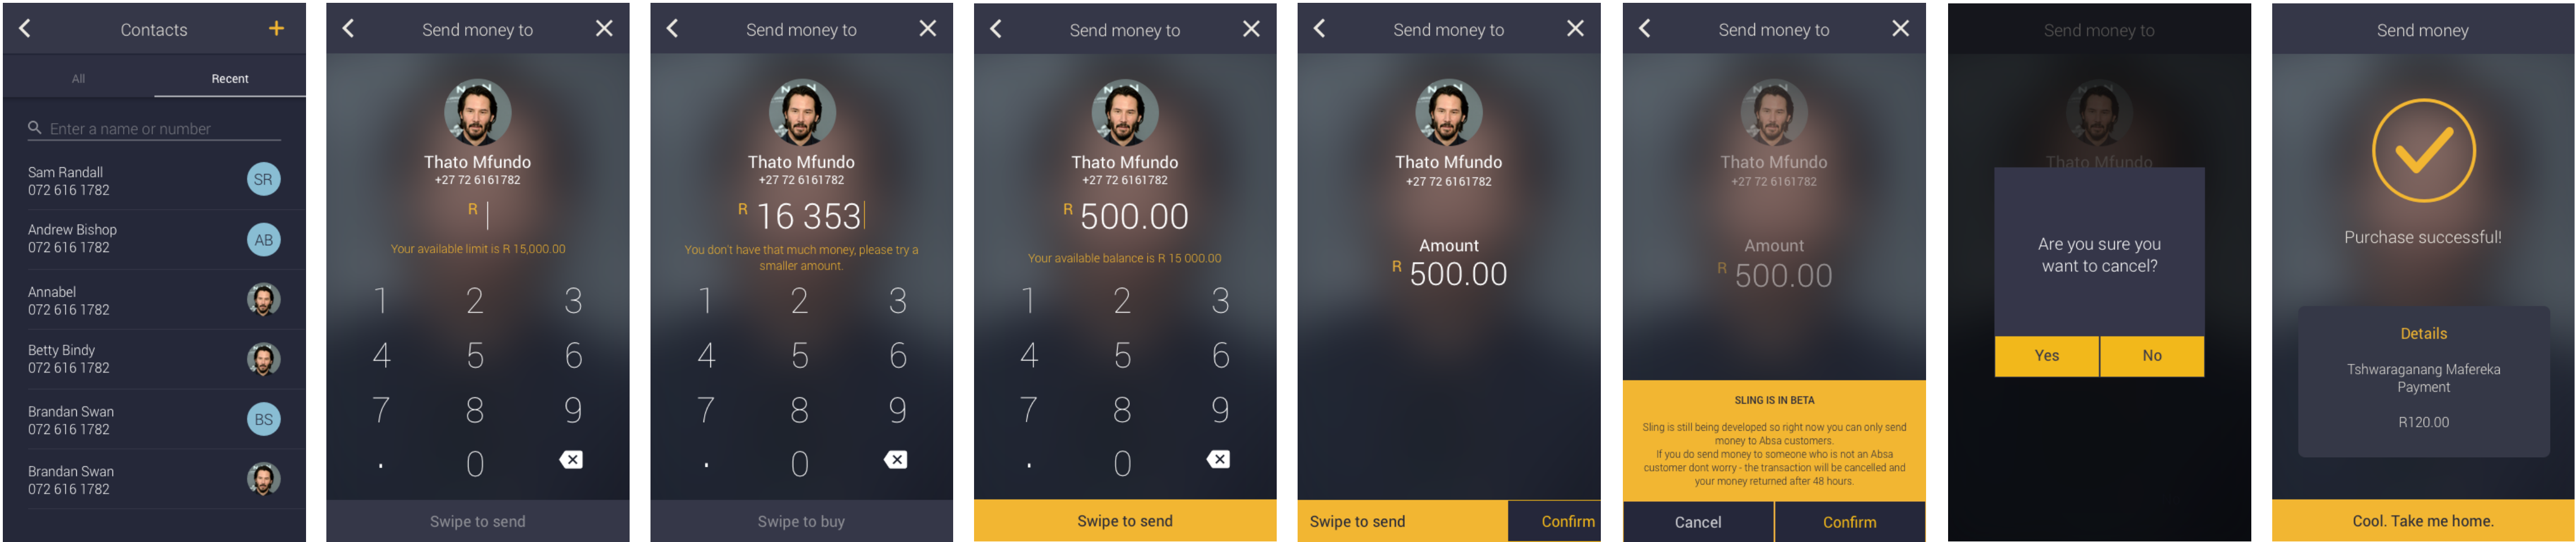 Contacts
+
All
Recent
Enter a name or number
Sam Randall
072 616 1782
SR
Andrew Bishop
072 616 1782
AB
Annabel
072 616 1782
Betty Bindy
072 616 1782
Brandan Swan
072 616 1782
BS
Brandan Swan
072 616 1782
Send money to
Thato Mfundo
+27 72 6161782
R
Your available limit is R 15,000.00
1 2 3
4 5 6
7 8 9
. 0
Swipe to send
Send money to
Thato Mfundo
+27 72 6161782
R 16 353
You don't have that much money, please try a
smaller amount.
1 2 3
4 5 6
7 8 9
. 0
Swipe to buy
Send money to
Thato Mfundo
+27 72 6161782
R 500.00
Your available balance is R 15 000.00
1 2 3
4 5 6
7 8 9
. 0
Swipe to send
Send money to
Thato Mfundo
+27 72 6161782
Amount
R 500.00
Swipe to send
Confirm
Send money to
Thato Mfundo
+27 72 6161782
Amount
R 500.00
SLING IS IN BETA
Sling is still being developed so right now you can only send
money to Absa customers.
If you do send money to someone who is not an Absa
customer dont worry - the transaction will be cancelled and
your money returned after 48 hours.
Cancel
Confirm
Send money to
Thato Mfundo
Are you sure you
want to cancel?
Yes
No
Send money
Purchase successful!
Details
Tshwaraganang Mafereka
Payment
R120.00
Cool. Take me home.